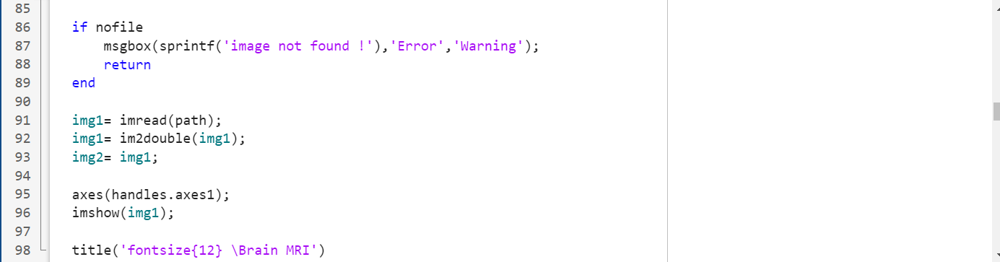 85
86 if nofile
87 msgbox(sprintf('image not found !'),'Error','Warning');
88 return
89 end
90
91 img1= imread(path);
92 img1= im2double(img1);
93 img2= img1;
94
95 axes(handles.axes1);
96 imshow(img1);
97
98 title('fontsize{12} \Brain MRI')